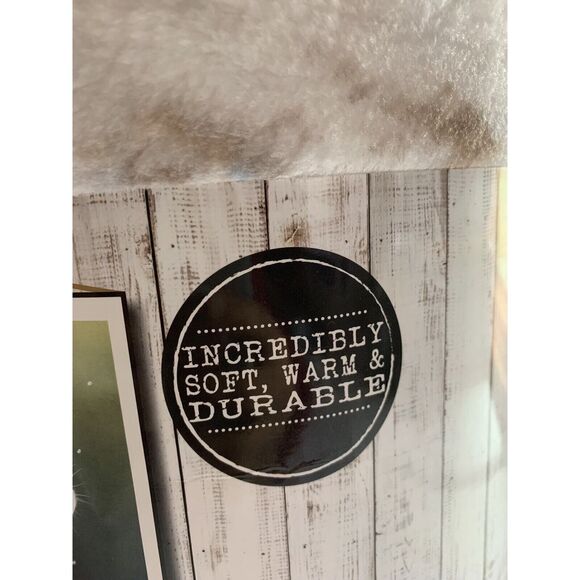 INCREDIBLY
SOFT, WARM &
DURABLE